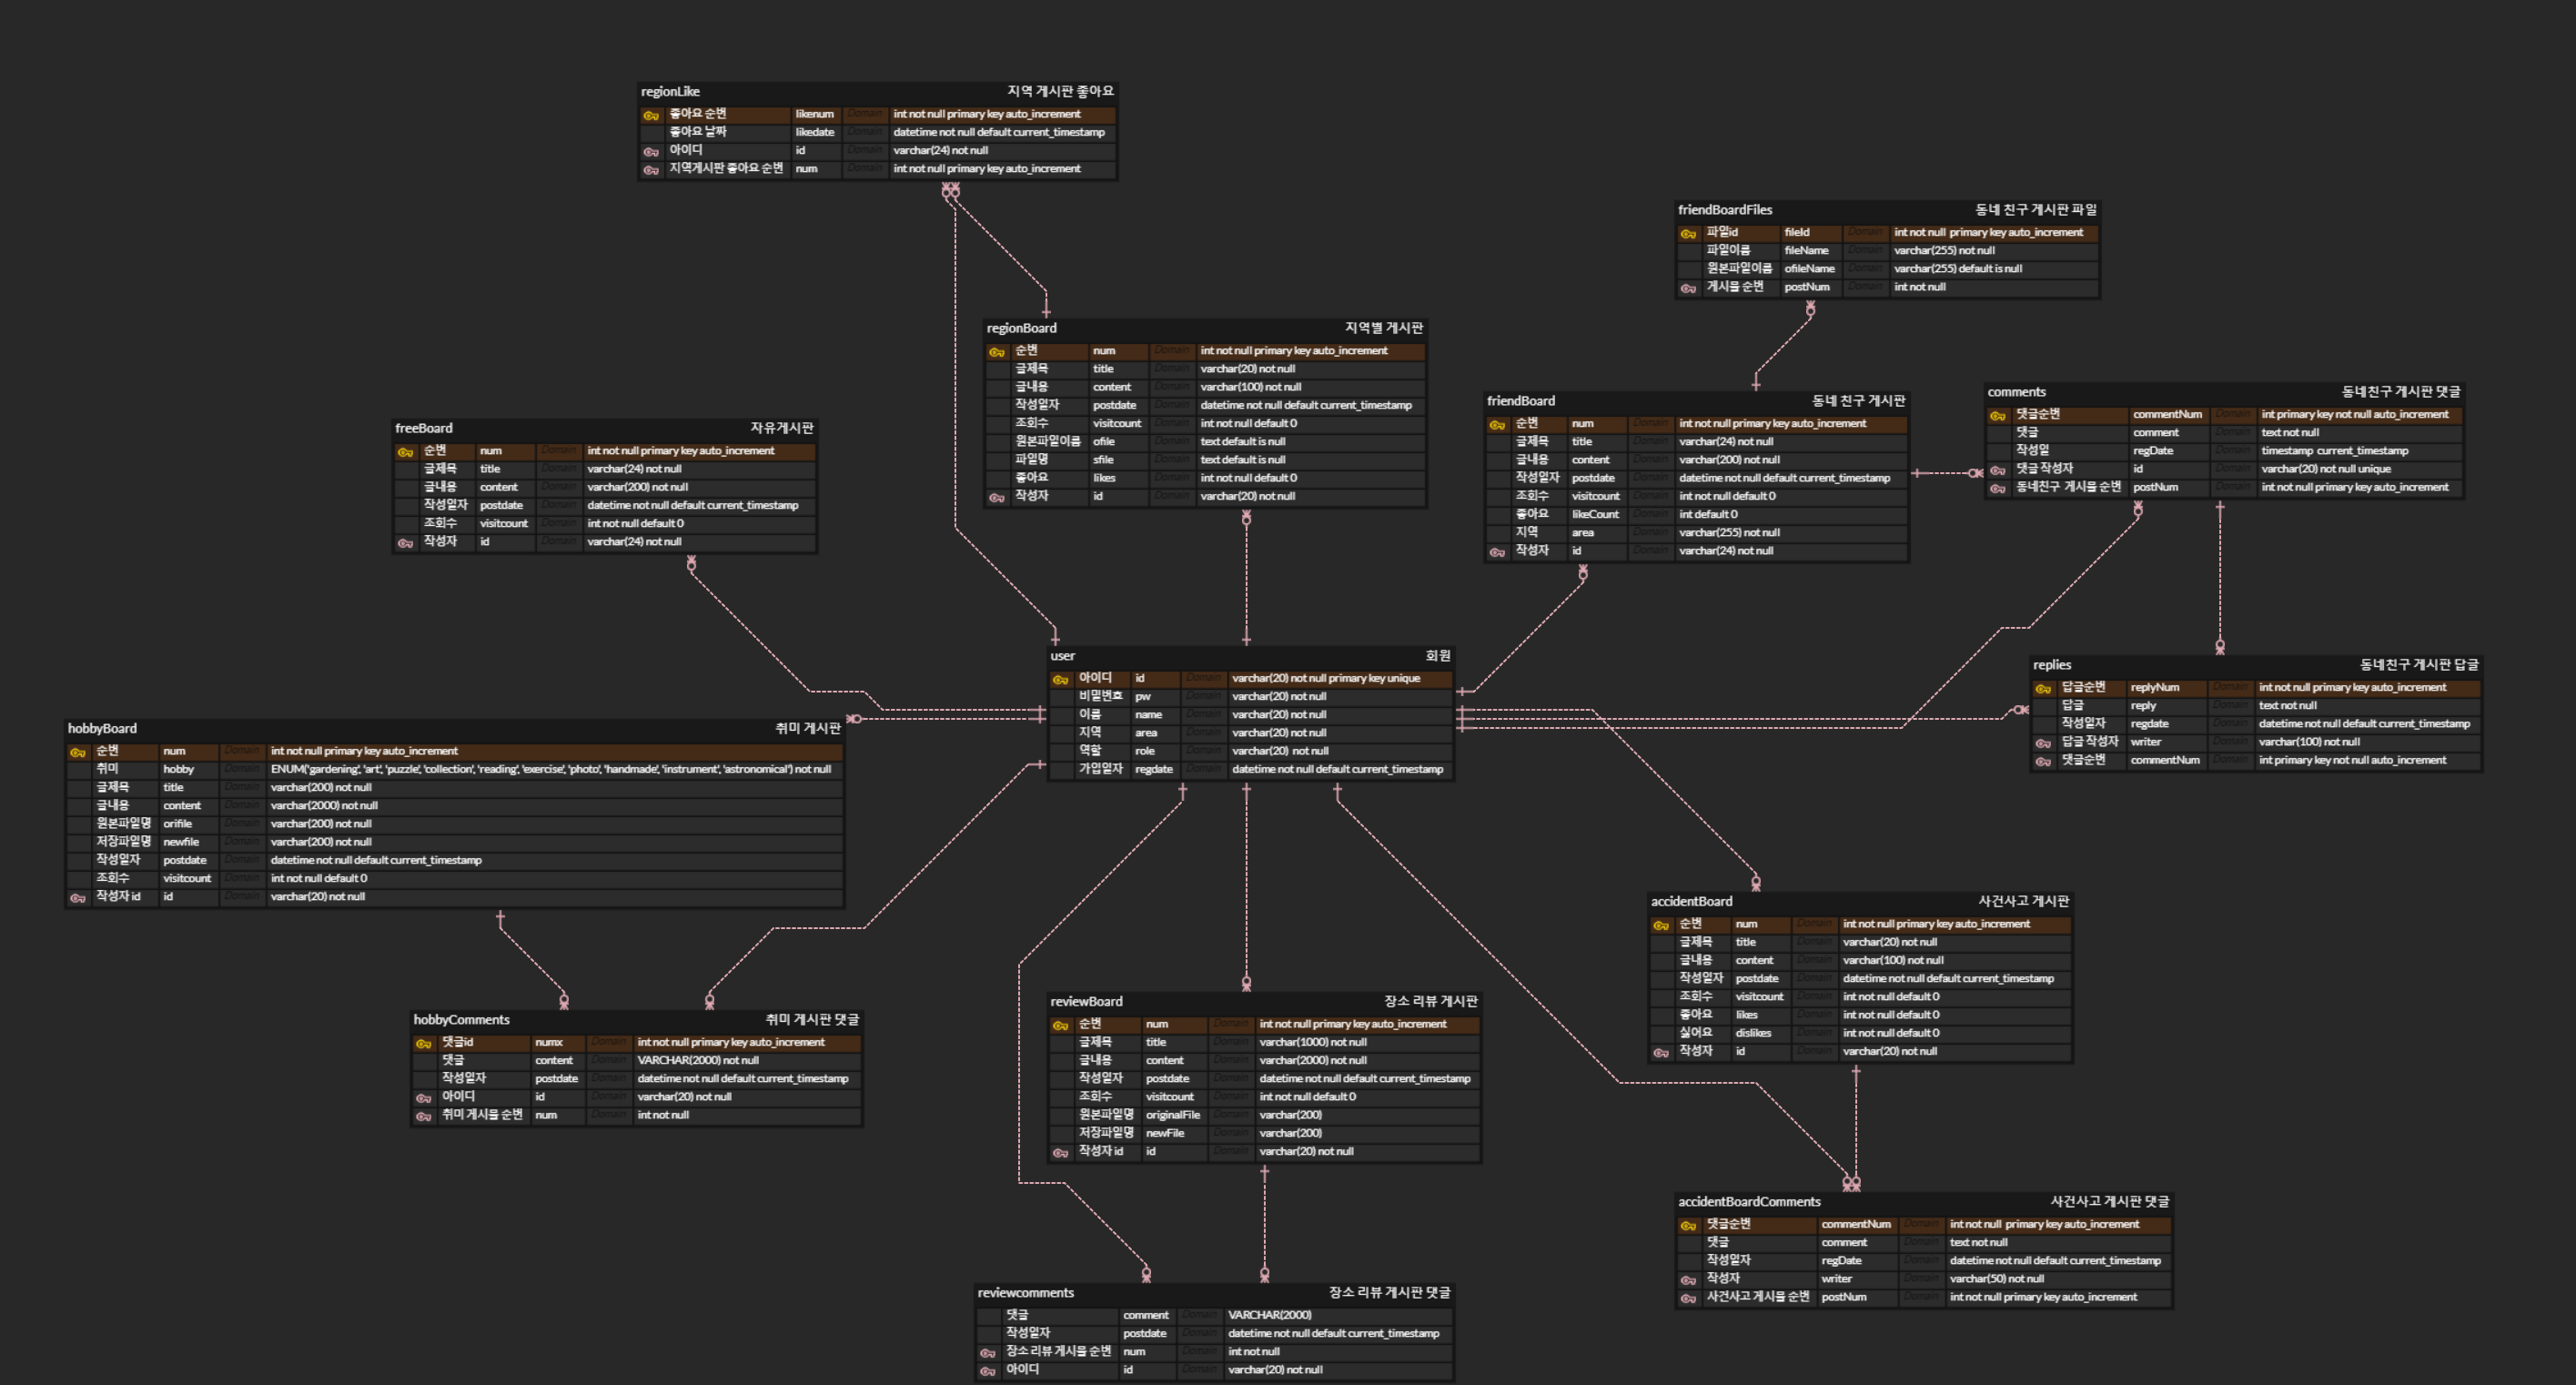 regionLike 지역 게시판 좋아요
좋아요 순번 likenum Domain int not null primary key auto_increment
좋아요 날짜 likedate Domain datetime not null default current_timestamp
아이디 id Domain varchar(24) not null
지역게시판 좋아요 순번 num Domain int not null primary key auto_increment
friendBoardFiles 동네 친구 게시판 파일
파일id fileId Domain int not null primary key auto_increment
파일이름 fileName Domain varchar(255) not null
원본파일이름 ofileName Domain varchar(255) default is null
게시물 순번 postNum Domain int not null
regionBoard 지역별 게시판
순번 num Domain int not null primary key auto_increment
글제목 title Domain varchar(20) not null
글내용 content Domain varchar(100) not null
작성일자 postdate Domain datetime not null default current_timestamp
조회수 visitcount Domain int not null default 0
원본파일이름 ofile Domain text default is null
파일명 sfile Domain text default is null
좋아요 likes Domain int not null default 0
작성자 id Domain varchar(20) not null
friendBoard 동네 친구 게시판
순번 num Domain int not null primary key auto_increment
글제목 title Domain varchar(24) not null
글내용 content Domain varchar(200) not null
작성일자 postdate Domain datetime not null default current_timestamp
조회수 visitcount Domain int not null default 0
좋아요 likeCount Domain int default 0
지역 area Domain varchar(255) not null
작성자 id Domain varchar(24) not null
comments 동네친구 게시판 댓글
댓글순번 commentNum Domain int primary key not null auto_increment
댓글 comment Domain text not null
작성일 regDate Domain timestamp current_timestamp
댓글 작성자 id Domain varchar(20) not null unique
동네친구 게시물 순번 postNum Domain int not null primary key auto_increment
freeBoard 자유게시판
순번 num Domain int not null primary key auto_increment
글제목 title Domain varchar(24) not null
글내용 content Domain varchar(200) not null
작성일자 postdate Domain datetime not null default current_timestamp
조회수 visitcount Domain int not null default 0
작성자 id Domain varchar(24) not null
user 회원
아이디 id Domain varchar(20) not null primary key unique
비밀번호 pw Domain varchar(20) not null
이름 name Domain varchar(20) not null
지역 area Domain varchar(20) not null
역할 role Domain varchar(20) not null
가입일자 regdate Domain datetime not null default current_timestamp
replies 동네친구 게시판 답글
답글순번 replyNum Domain int not null primary key auto_increment
답글 reply Domain text not null
작성일자 regdate Domain datetime not null default current_timestamp
답글 작성자 writer Domain varchar(100) not null
댓글순번 commentNum Domain int primary key not null auto_increment
hobbyBoard 취미 게시판
순번 num Domain int not null primary key auto_increment
취미 hobby Domain ENUM('gardening', 'art', 'puzzle', 'collection', 'reading', 'exercise', 'photo', 'handmade', 'instrument', 'astronomical') not null
글제목 title Domain varchar(200) not null
글내용 content Domain varchar(2000) not null
원본파일명 orifile Domain varchar(200) not null
저장파일명 newfile Domain varchar(200) not null
작성일자 postdate Domain datetime not null default current_timestamp
조회수 visitcount Domain int not null default 0
작성자 id id Domain varchar(20) not null
accidentBoard 사건사고 게시판
순번 num Domain int not null primary key auto_increment
글제목 title Domain varchar(20) not null
글내용 content Domain varchar(100) not null
작성일자 postdate Domain datetime not null default current_timestamp
조회수 visitcount Domain int not null default 0
좋아요 likes Domain int not null default 0
싫어요 dislikes Domain int not null default 0
작성자 id Domain varchar(20) not null
hobbyComments 취미 게시판 댓글
댓글id numx Domain int not null primary key auto_increment
댓글 content Domain VARCHAR(2000) not null
작성일자 postdate Domain datetime not null default current_timestamp
아이디 id Domain varchar(20) not null
취미 게시물 순번 num Domain int not null
reviewBoard 장소 리뷰 게시판
순번 num Domain int not null primary key auto_increment
글제목 title Domain varchar(1000) not null
글내용 content Domain varchar(2000) not null
작성일자 postdate Domain datetime not null default current_timestamp
조회수 visitcount Domain int not null default 0
원본파일명 originalFile Domain varchar(200)
저장파일명 newFile Domain varchar(200)
작성자 id id Domain varchar(20) not null
accidentBoardComments 사건사고 게시판 댓글
댓글순번 commentNum Domain int not null primary key auto_increment
댓글 comment Domain text not null
작성일자 regDate Domain datetime not null default current_timestamp
작성자 writer Domain varchar(50) not null
사건사고 게시물 순번 postNum Domain int not null primary key auto_increment
reviewcomments 장소 리뷰 게시판 댓글
댓글 comment Domain VARCHAR(2000)
작성일자 postdate Domain datetime not null default current_timestamp
장소 리뷰 게시물 순번 num Domain int not null
아이디 id Domain varchar(20) not null